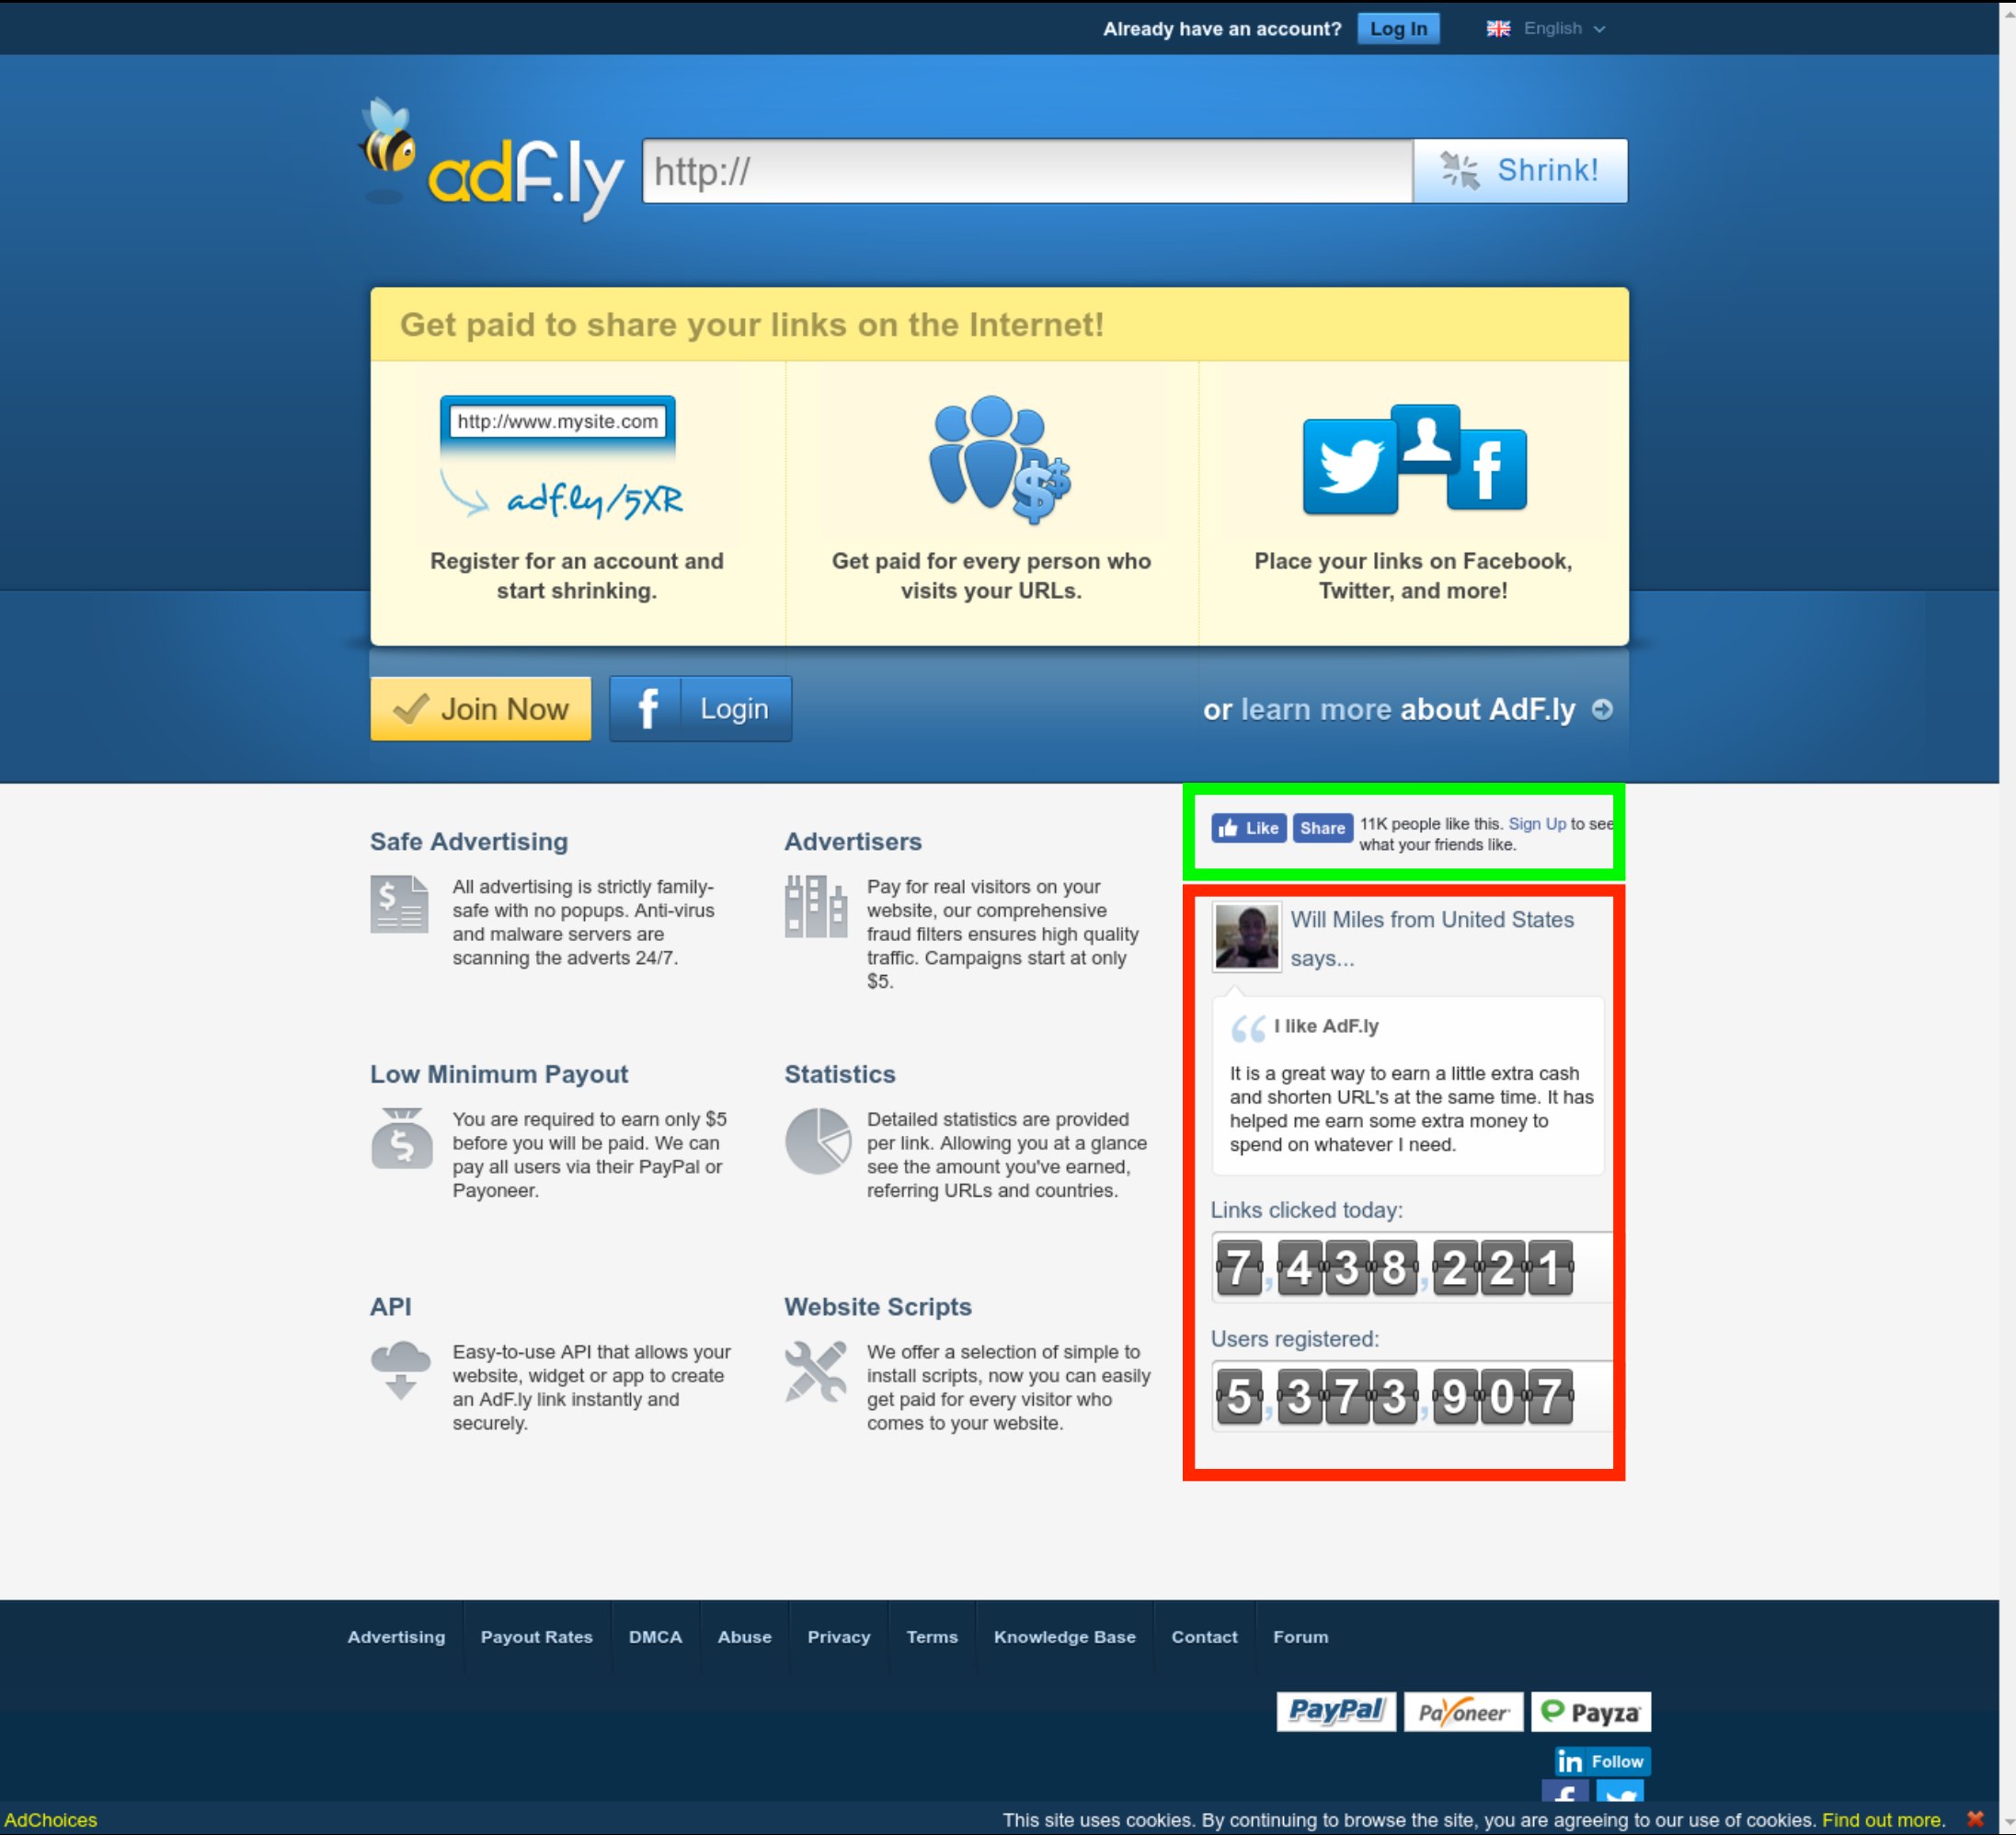 Already have an account? Log In English
adf.ly http:// Shrink!
Get paid to share your links on the Internet!
http://www.mysite.com
adf.ly/5XR
Register for an account and
start shrinking.
Get paid for every person who
visits your URLs.
Place your links on Facebook,
Twitter, and more!
Join Now
Login
or learn more about AdF.ly
Safe Advertising
All advertising is strictly family-
safe with no popups. Anti-virus
and malware servers are
scanning the adverts 24/7.
Advertisers
Pay for real visitors on your
website, our comprehensive
fraud filters ensures high quality
traffic. Campaigns start at only
$5.
Like Share 11K people like this. Sign Up to see
what your friends like.
Will Miles from United States
says...
I like AdF.ly
It is a great way to earn a little extra cash
and shorten URL's at the same time. It has
helped me earn some extra money to
spend on whatever I need.
Low Minimum Payout
You are required to earn only $5
before you will be paid. We can
pay all users via their PayPal or
Payoneer.
Statistics
Detailed statistics are provided
per link. Allowing you at a glance
see the amount you've earned,
referring URLs and countries.
Links clicked today:
7,438,221
Users registered:
5,373,907
API
Easy-to-use API that allows your
website, widget or app to create
an AdF.ly link instantly and
securely.
Website Scripts
We offer a selection of simple to
install scripts, now you can easily
get paid for every visitor who
comes to your website.
Advertising Payout Rates DMCA Abuse Privacy Terms Knowledge Base Contact Forum
PayPal Payoneer Payza
in Follow
AdChoices
This site uses cookies. By continuing to browse the site, you are agreeing to our use of cookies. Find out more.